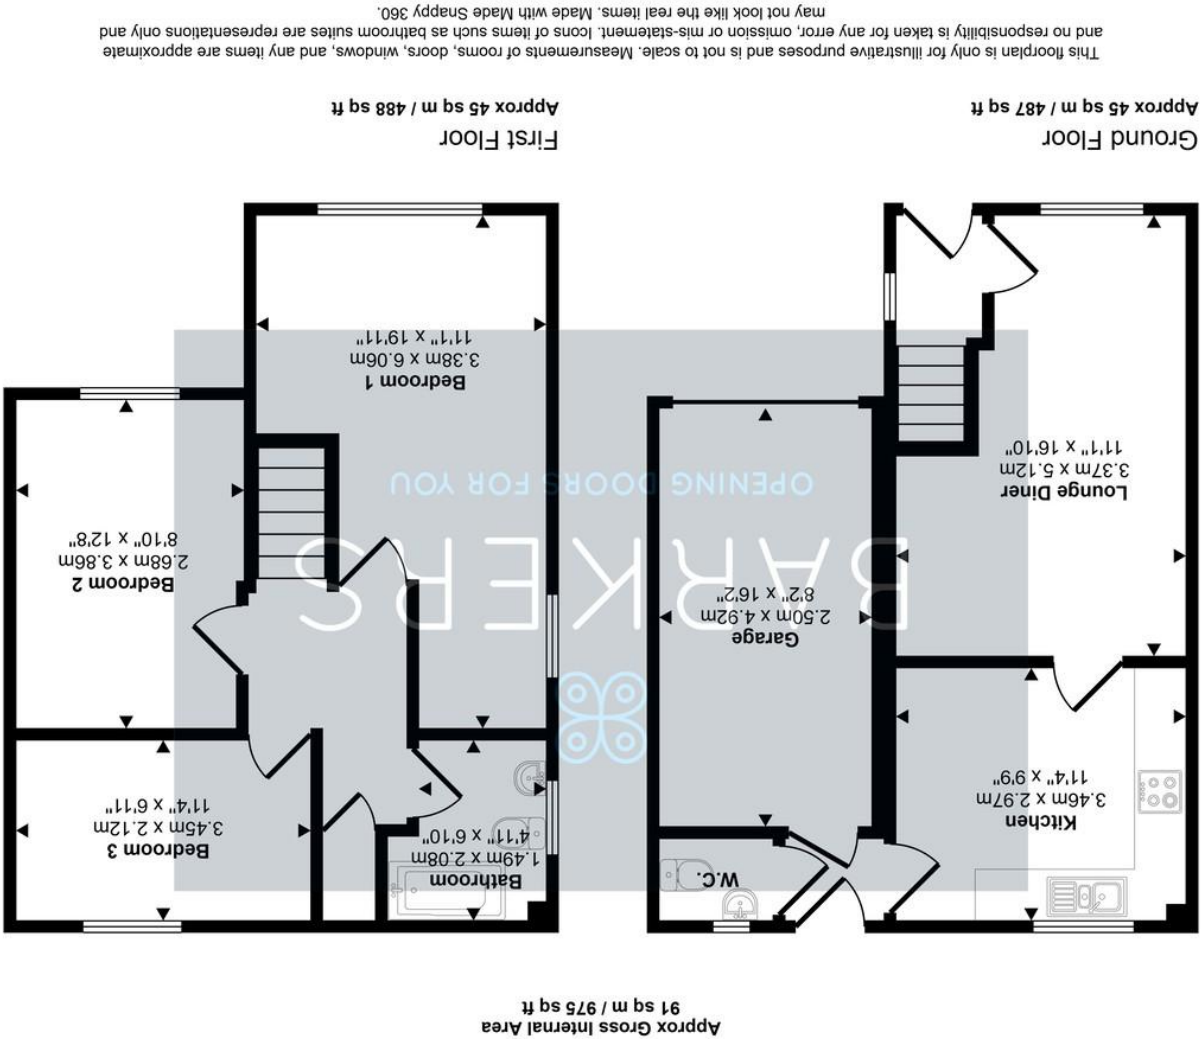 Approx Gross Internal Area
91 sq m / 975 sq ft
Kitchen
3.46m x 2.97m
11'4" x 9'9"
W.C.
Bathroom
1.49m x 2.08m
4'11" x 6'10"
Bedroom 3
3.45m x 2.12m
11'4" x 6'11"
Garage
2.50m x 4.92m
8'2" x 16'2"
BARKERS
OPENING DOORS FOR YOU
Bedroom 2
2.68m x 3.86m
8'10" x 12'8"
Lounge Diner
3.37m x 5.12m
11'1" x 16'10"
Bedroom 1
3.38m x 6.06m
11'1" x 19'11"
Ground Floor
Approx 45 sq m / 487 sq ft
First Floor
Approx 45 sq m / 488 sq ft
This floorplan is only for illustrative purposes and is not to scale. Measurements of rooms, doors, windows, and any items are approximate
and no responsibility is taken for any error, omission or mis-statement. Icons of items such as bathroom suites are representations only and
may not look like the real items. Made with Made Snappy 360.